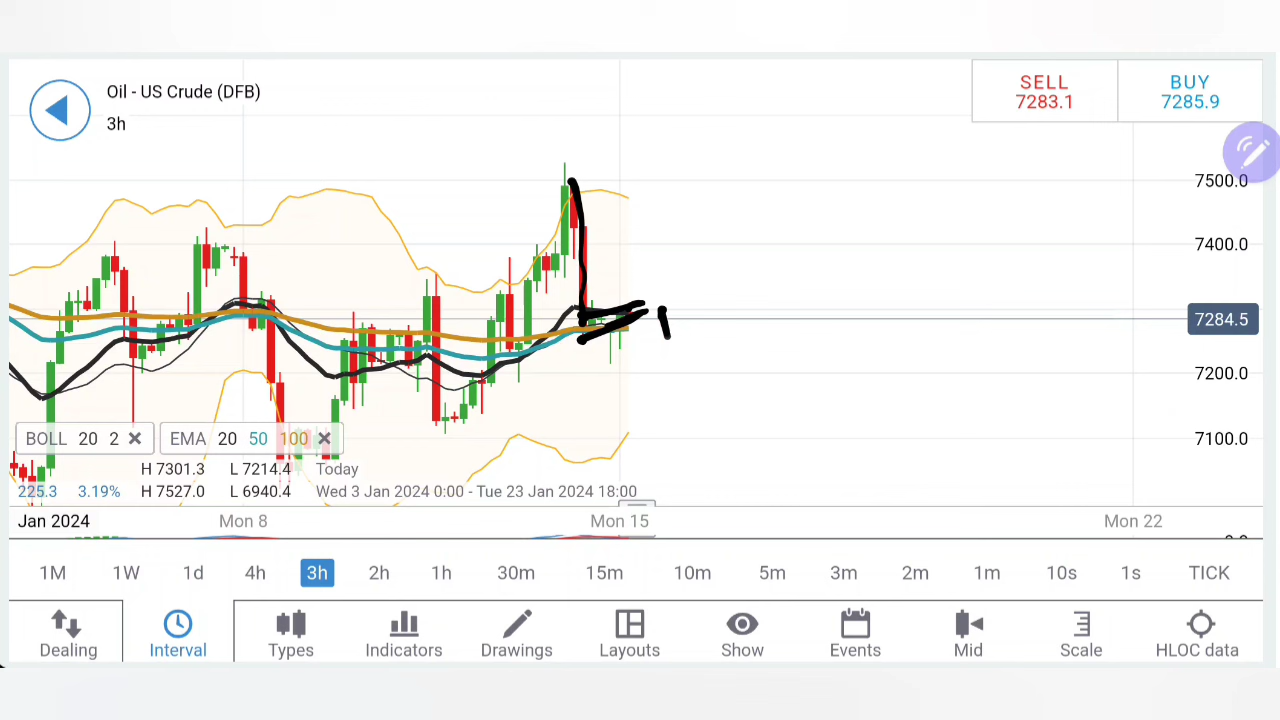 Oil - US Crude (DFB)
3h
SELL
7283.1
BUY
7285.9
7500.0
7400.0
7284.5
7200.0
7100.0
BOLL 20 2
EMA 20 50 100
H 7301.3 L 7214.4 Today
225.3 3.19% H 7527.0 L 6940.4 Wed 3 Jan 2024 0:00 - Tue 23 Jan 2024 18:00
Jan 2024 Mon 8 Mon 15 Mon 22
1M 1W 1d 4h 3h 2h 1h 30m 15m 10m 5m 3m 2m 1m 10s 1s TICK
Dealing Interval Types Indicators Drawings Layouts Show Events Mid Scale HLOC data